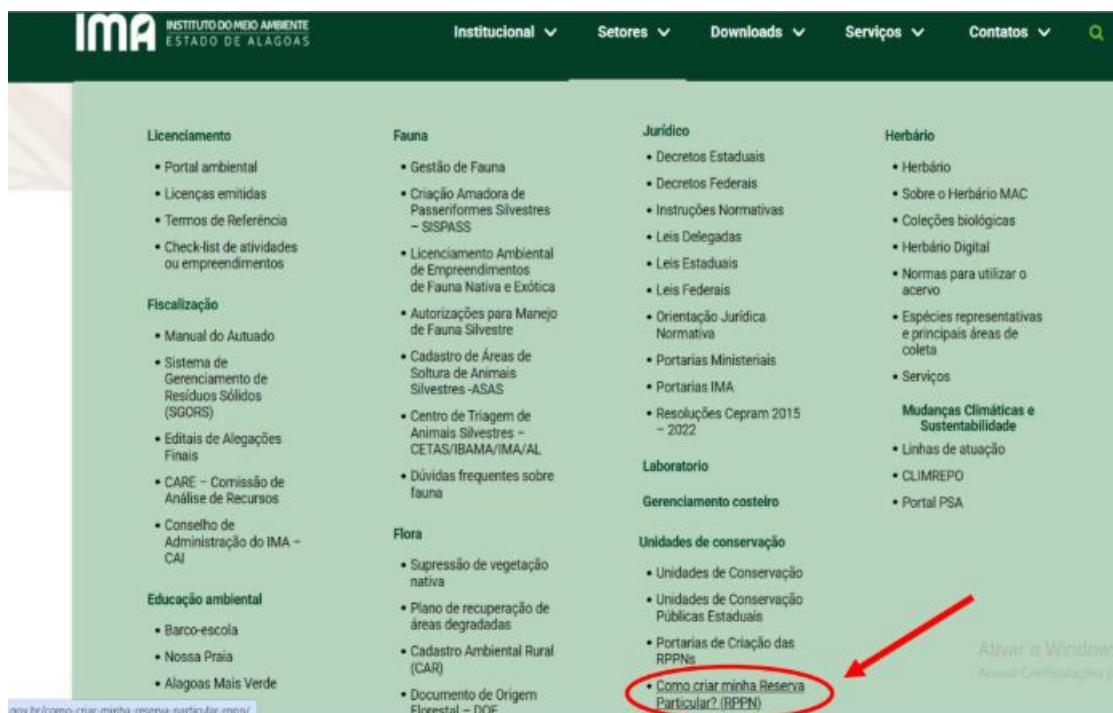 IMA INSTITUTO DO MEIO AMBIENTE
ESTADO DE ALAGOAS
Institucional Setores Downloads Serviços Contatos
Licenciamento
• Portal ambiental
• Licenças emitidas
• Termos de Referência
• Check-list de atividades
ou empreendimentos
Fiscalização
• Manual do Autuado
• Sistema de
Gerenciamento de
Resíduos Sólidos
(SGORS)
• Editais de Alegações
Finais
• CARE – Comissão de
Análise de Recursos
• Conselho de
Administração do IMA –
CAI
Educação ambiental
• Barco-escola
• Nossa Praia
• Alagoas Mais Verde
Fauna
• Gestão de Fauna
• Criação Amadora de
Passeriformes Silvestres
– SISPASS
• Licenciamento Ambiental
de Empreendimentos
de Fauna Nativa e Exótica
• Autorizações para Manejo
de Fauna Silvestre
• Cadastro de Áreas de
Soltura de Animais
Silvestres -ASAS
• Centro de Triagem de
Animais Silvestres –
CETAS/IBAMA/IMA/AL
• Dúvidas frequentes sobre
fauna
Flora
• Supressão de vegetação
nativa
• Plano de recuperação de
áreas degradadas
• Cadastro Ambiental Rural
(CAR)
• Documento de Origem
Florestal – DOF
Jurídico
• Decretos Estaduais
• Decretos Federais
• Instruções Normativas
• Leis Delegadas
• Leis Estaduais
• Leis Federais
• Orientação Jurídica
Normativa
• Portarias Ministeriais
• Portarias IMA
• Resoluções Cepram 2015
– 2022
Laboratorio
Gerenciamento costeiro
Unidades de conservação
• Unidades de Conservação
• Unidades de Conservação
Públicas Estaduais
• Portarias de Criação das
RPPNs
• Como criar minha Reserva
Particular? (RPPN)
Herbário
• Herbário
• Sobre o Herbário MAC
• Coleções biológicas
• Herbário Digital
• Normas para utilizar o
acervo
• Espécies representativas
e principais áreas de
coleta
• Serviços
Mudanças Climáticas e
Sustentabilidade
• Linhas de atuação
• CLIMREPO
• Portal PSA
Ativar o Windows
Acesse Configurações
gov.br/como-criar-minha-reserva-particular-rppn/